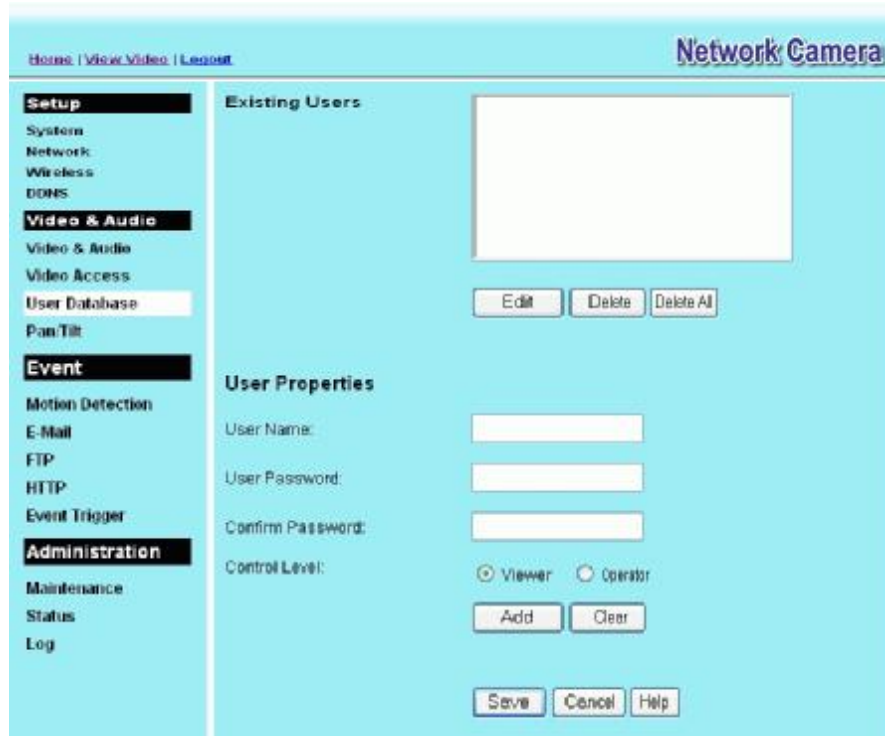 Home | View Video | Logout
Network Camera
Setup
System
Network
Wireless
DDNS
Video & Audio
Video & Audio
Video Access
User Database
Pan/Tilt
Event
Motion Detection
E-Mail
FTP
HTTP
Event Trigger
Administration
Maintenance
Status
Log
Existing Users
Edit Delete Delete All
User Properties
User Name:
User Password:
Confirm Password:
Control Level: Viewer Operator
Add Clear
Save Cancel Help